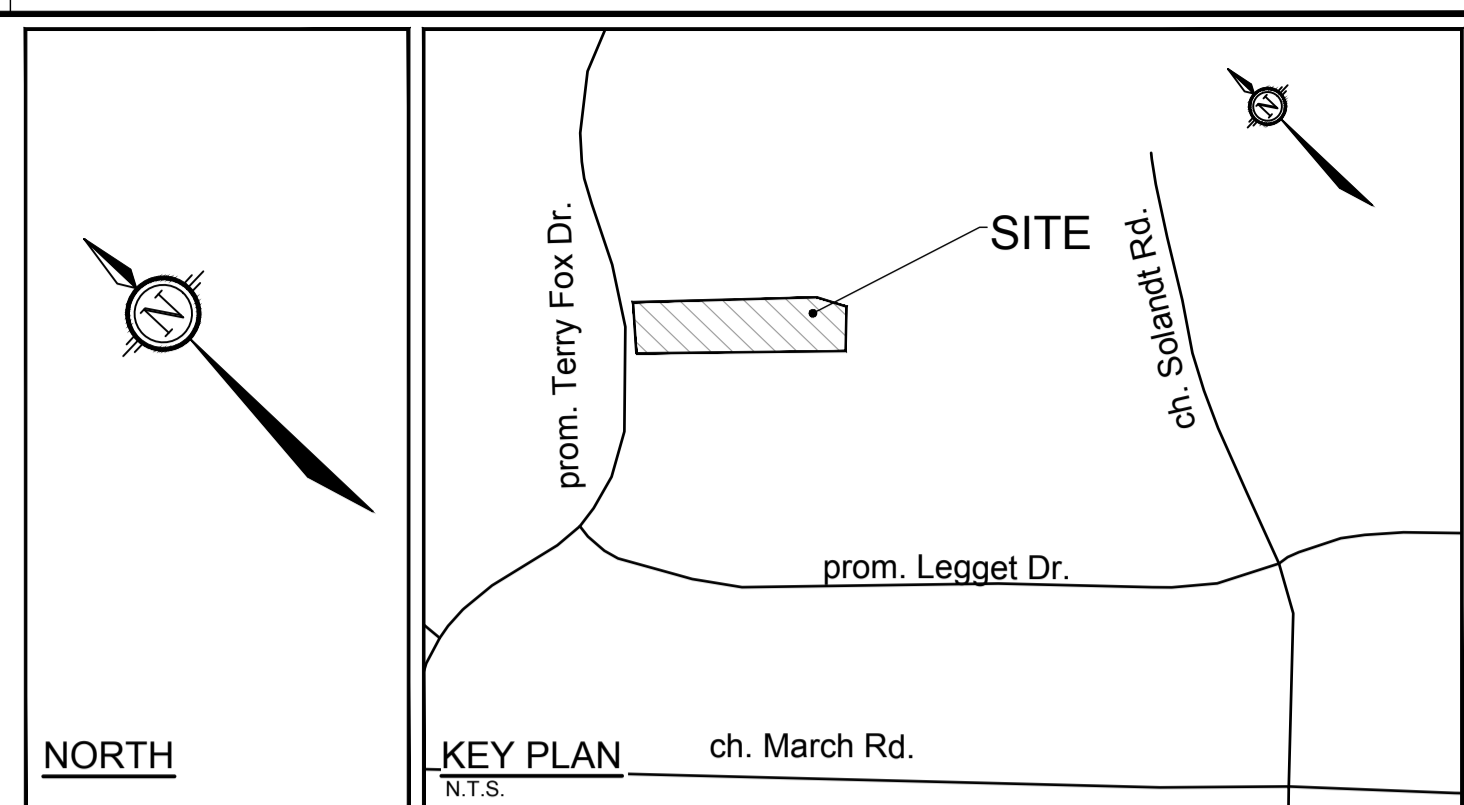 N
NORTH
N
SITE
prom. Terry Fox Dr.
ch. Solandt Rd.
prom. Legget Dr.
ch. March Rd.
KEY PLAN
N.T.S.